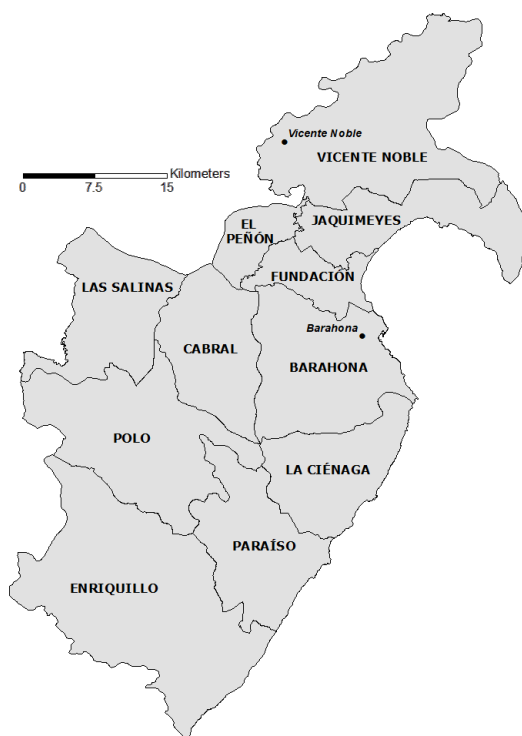 Vicente Noble
VICENTE NOBLE
Kilometers
0 7.5 15
EL
PEÑÓN
JAQUIMEYES
FUNDACIÓN
LAS SALINAS
Barahona
CABRAL
BARAHONA
POLO
LA CIÉNAGA
PARAÍSO
ENRIQUILLO